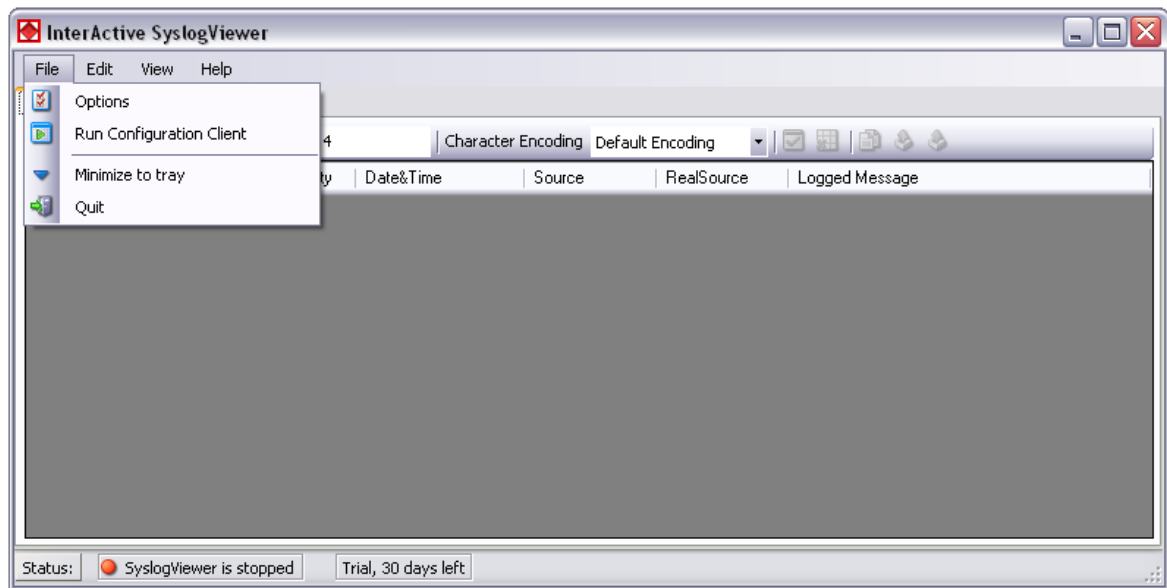 InterActive SyslogViewer
File Edit View Help
Options
Run Configuration Client
4 Character Encoding Default Encoding
Minimize to tray
Date&Time Source RealSource Logged Message
Quit
Status: SyslogViewer is stopped Trial, 30 days left